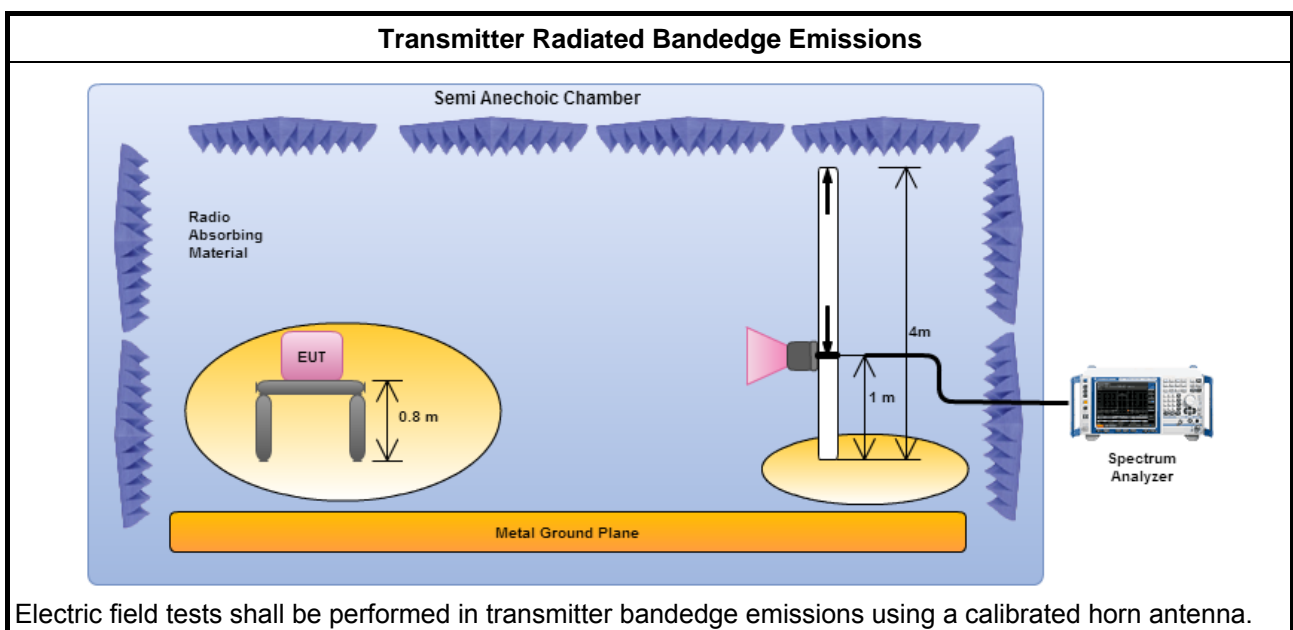 Transmitter Radiated Bandedge Emissions
Semi Anechoic Chamber
Radio
Absorbing
Material
EUT
0.8 m
4m
1 m
Spectrum
Analyzer
Metal Ground Plane
Electric field tests shall be performed in transmitter bandedge emissions using a calibrated horn antenna.